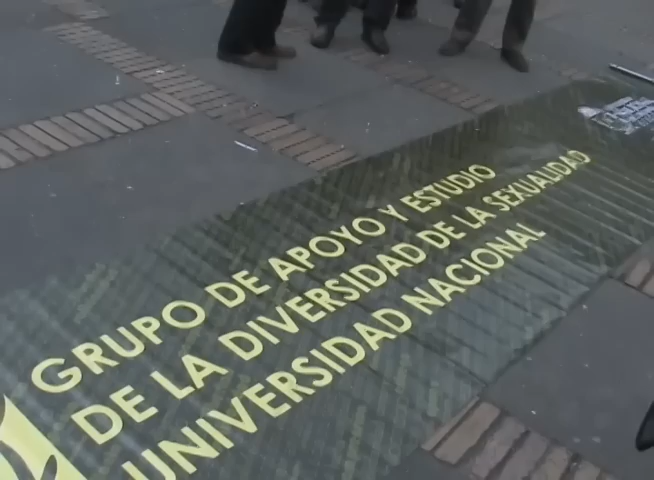 GRUPO DE APOYO Y ESTUDIO
DE LA DIVERSIDAD DE LA SEXUALIDAD
UNIVERSIDAD NACIONAL